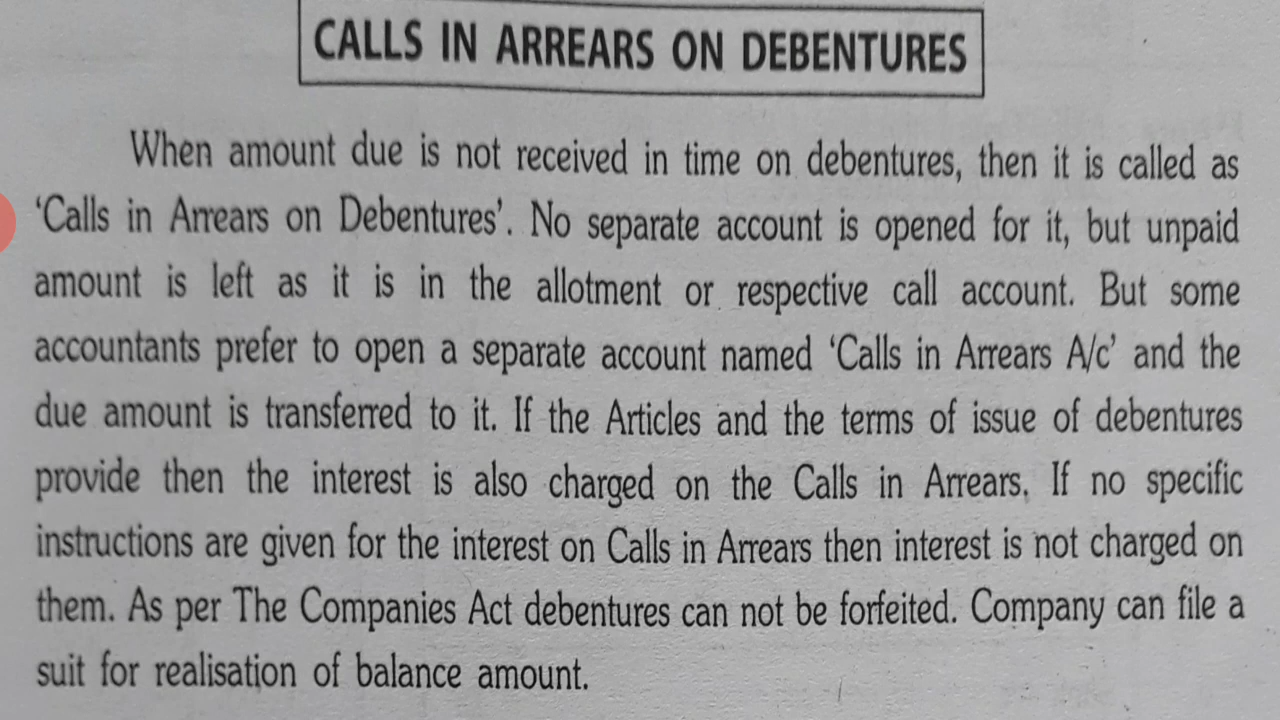 CALLS IN ARREARS ON DEBENTURES
When amount due is not received in time on debentures, then it is called as
‘Calls in Arrears on Debentures’. No separate account is opened for it, but unpaid
amount is left as it is in the allotment or respective call account. But some
accountants prefer to open a separate account named ‘Calls in Arrears A/c’ and the
due amount is transferred to it. If the Articles and the terms of issue of debentures
provide then the interest is also charged on the Calls in Arrears. If no specific
instructions are given for the interest on Calls in Arrears then interest is not charged on
them. As per The Companies Act debentures can not be forfeited. Company can file a
suit for realisation of balance amount.